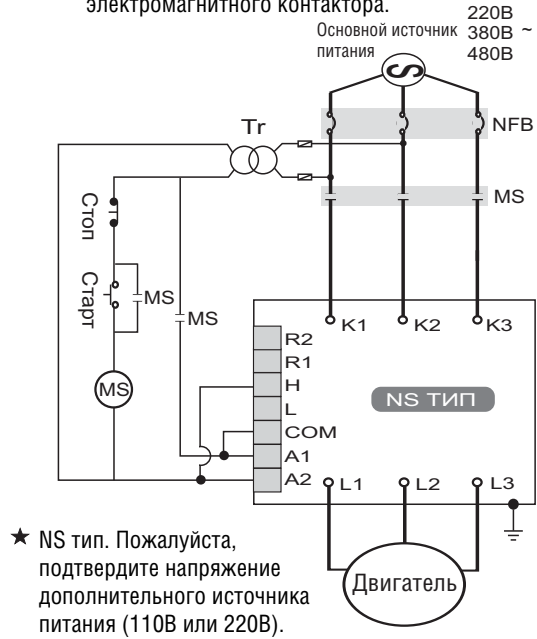 электромагнитного контактора.
220В
Основной источник 380В ~
питания 480В
S
Tr
NFB
MS
Стоп
Старт
MS
MS
MS
K1 K2 K3
R2
R1
H
L
COM
A1
A2
NS ТИП
L1 L2 L3
Двигатель
★ NS тип. Пожалуйста,
подтвердите напряжение
дополнительного источника
питания (110В или 220В).